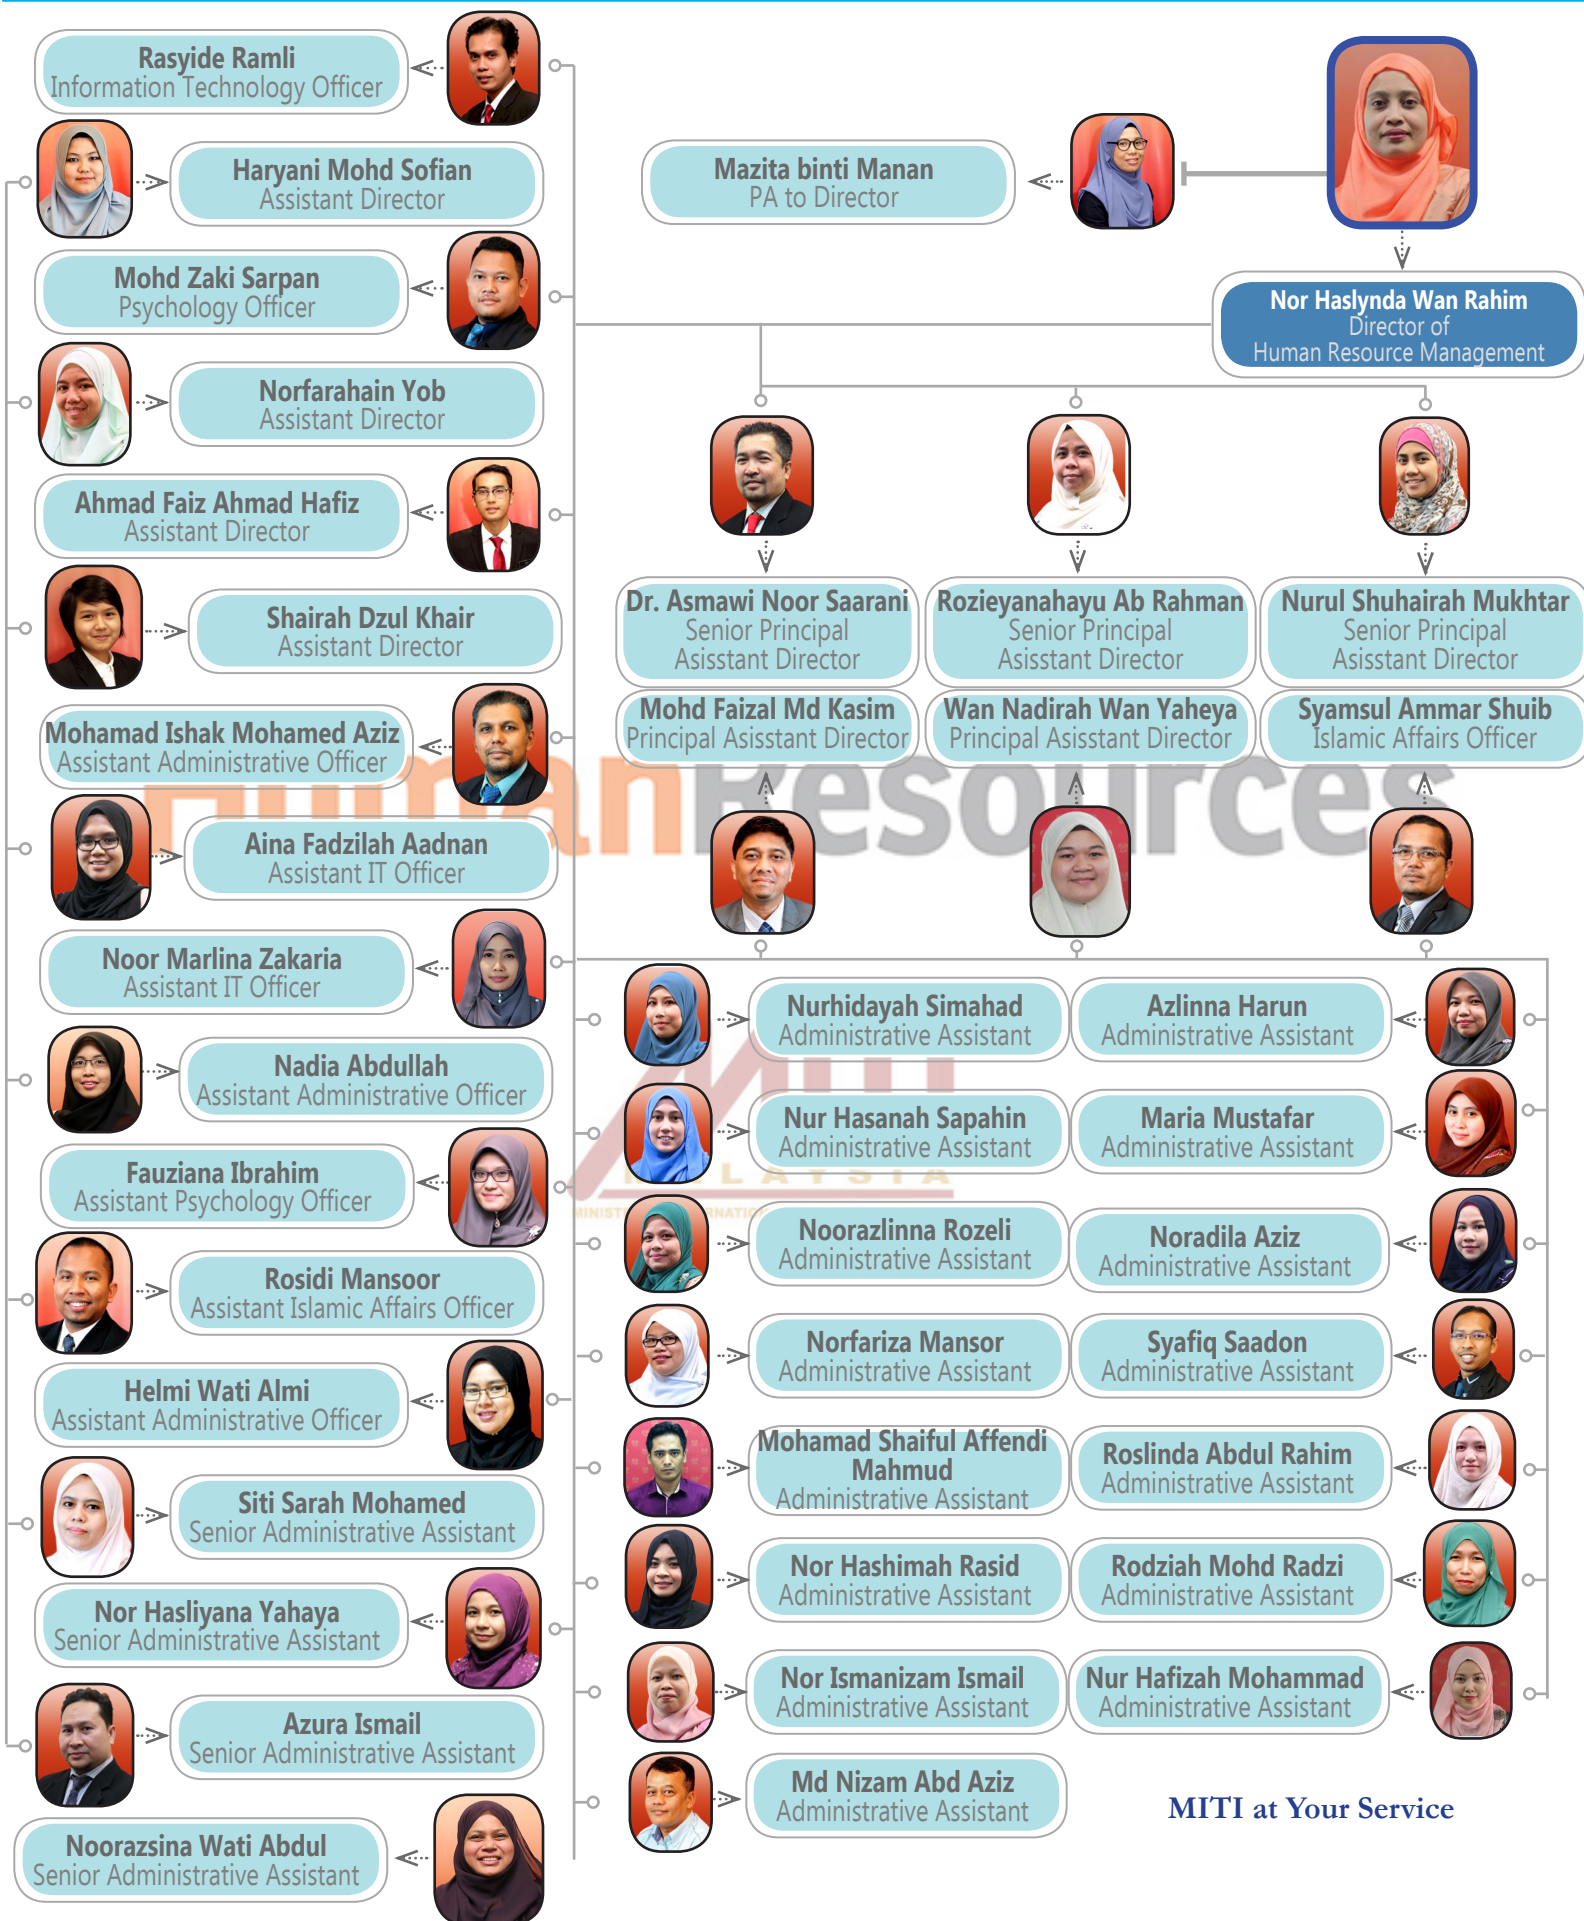 Rasyide Ramli
Information Technology Officer
Haryani Mohd Sofian
Assistant Director
Mohd Zaki Sarpan
Psychology Officer
Norfarahain Yob
Assistant Director
Ahmad Faiz Ahmad Hafiz
Assistant Director
Shairah Dzul Khair
Assistant Director
Mohamad Ishak Mohamed Aziz
Assistant Administrative Officer
Aina Fadzilah Aadnan
Assistant IT Officer
Noor Marlina Zakaria
Assistant IT Officer
Nadia Abdullah
Assistant Administrative Officer
Fauziana Ibrahim
Assistant Psychology Officer
Rosidi Mansoor
Assistant Islamic Affairs Officer
Helmi Wati Almi
Assistant Administrative Officer
Siti Sarah Mohamed
Senior Administrative Assistant
Nor Hasliyana Yahaya
Senior Administrative Assistant
Azura Ismail
Senior Administrative Assistant
Noorazsina Wati Abdul
Senior Administrative Assistant
Mazita binti Manan
PA to Director
Nor Haslynda Wan Rahim
Director of
Human Resource Management
Dr. Asmawi Noor Saarani
Senior Principal
Asisstant Director
Rozieyanahayu Ab Rahman
Senior Principal
Asisstant Director
Nurul Shuhairah Mukhtar
Senior Principal
Asisstant Director
Mohd Faizal Md Kasim
Principal Asisstant Director
Wan Nadirah Wan Yaheya
Principal Asisstant Director
Syamsul Ammar Shuib
Islamic Affairs Officer
HumanResources
Nurhidayah Simahad
Administrative Assistant
Azlinna Harun
Administrative Assistant
Nur Hasanah Sapahin
Administrative Assistant
Maria Mustafar
Administrative Assistant
Noorazlinna Rozeli
Administrative Assistant
Noradila Aziz
Administrative Assistant
Norfariza Mansor
Administrative Assistant
Syafiq Saadon
Administrative Assistant
Mohamad Shaiful Affendi
Mahmud
Administrative Assistant
Roslinda Abdul Rahim
Administrative Assistant
Nor Hashimah Rasid
Administrative Assistant
Rodziah Mohd Radzi
Administrative Assistant
Nor Ismanizam Ismail
Administrative Assistant
Nur Hafizah Mohammad
Administrative Assistant
Md Nizam Abd Aziz
Administrative Assistant
MITI at Your Service